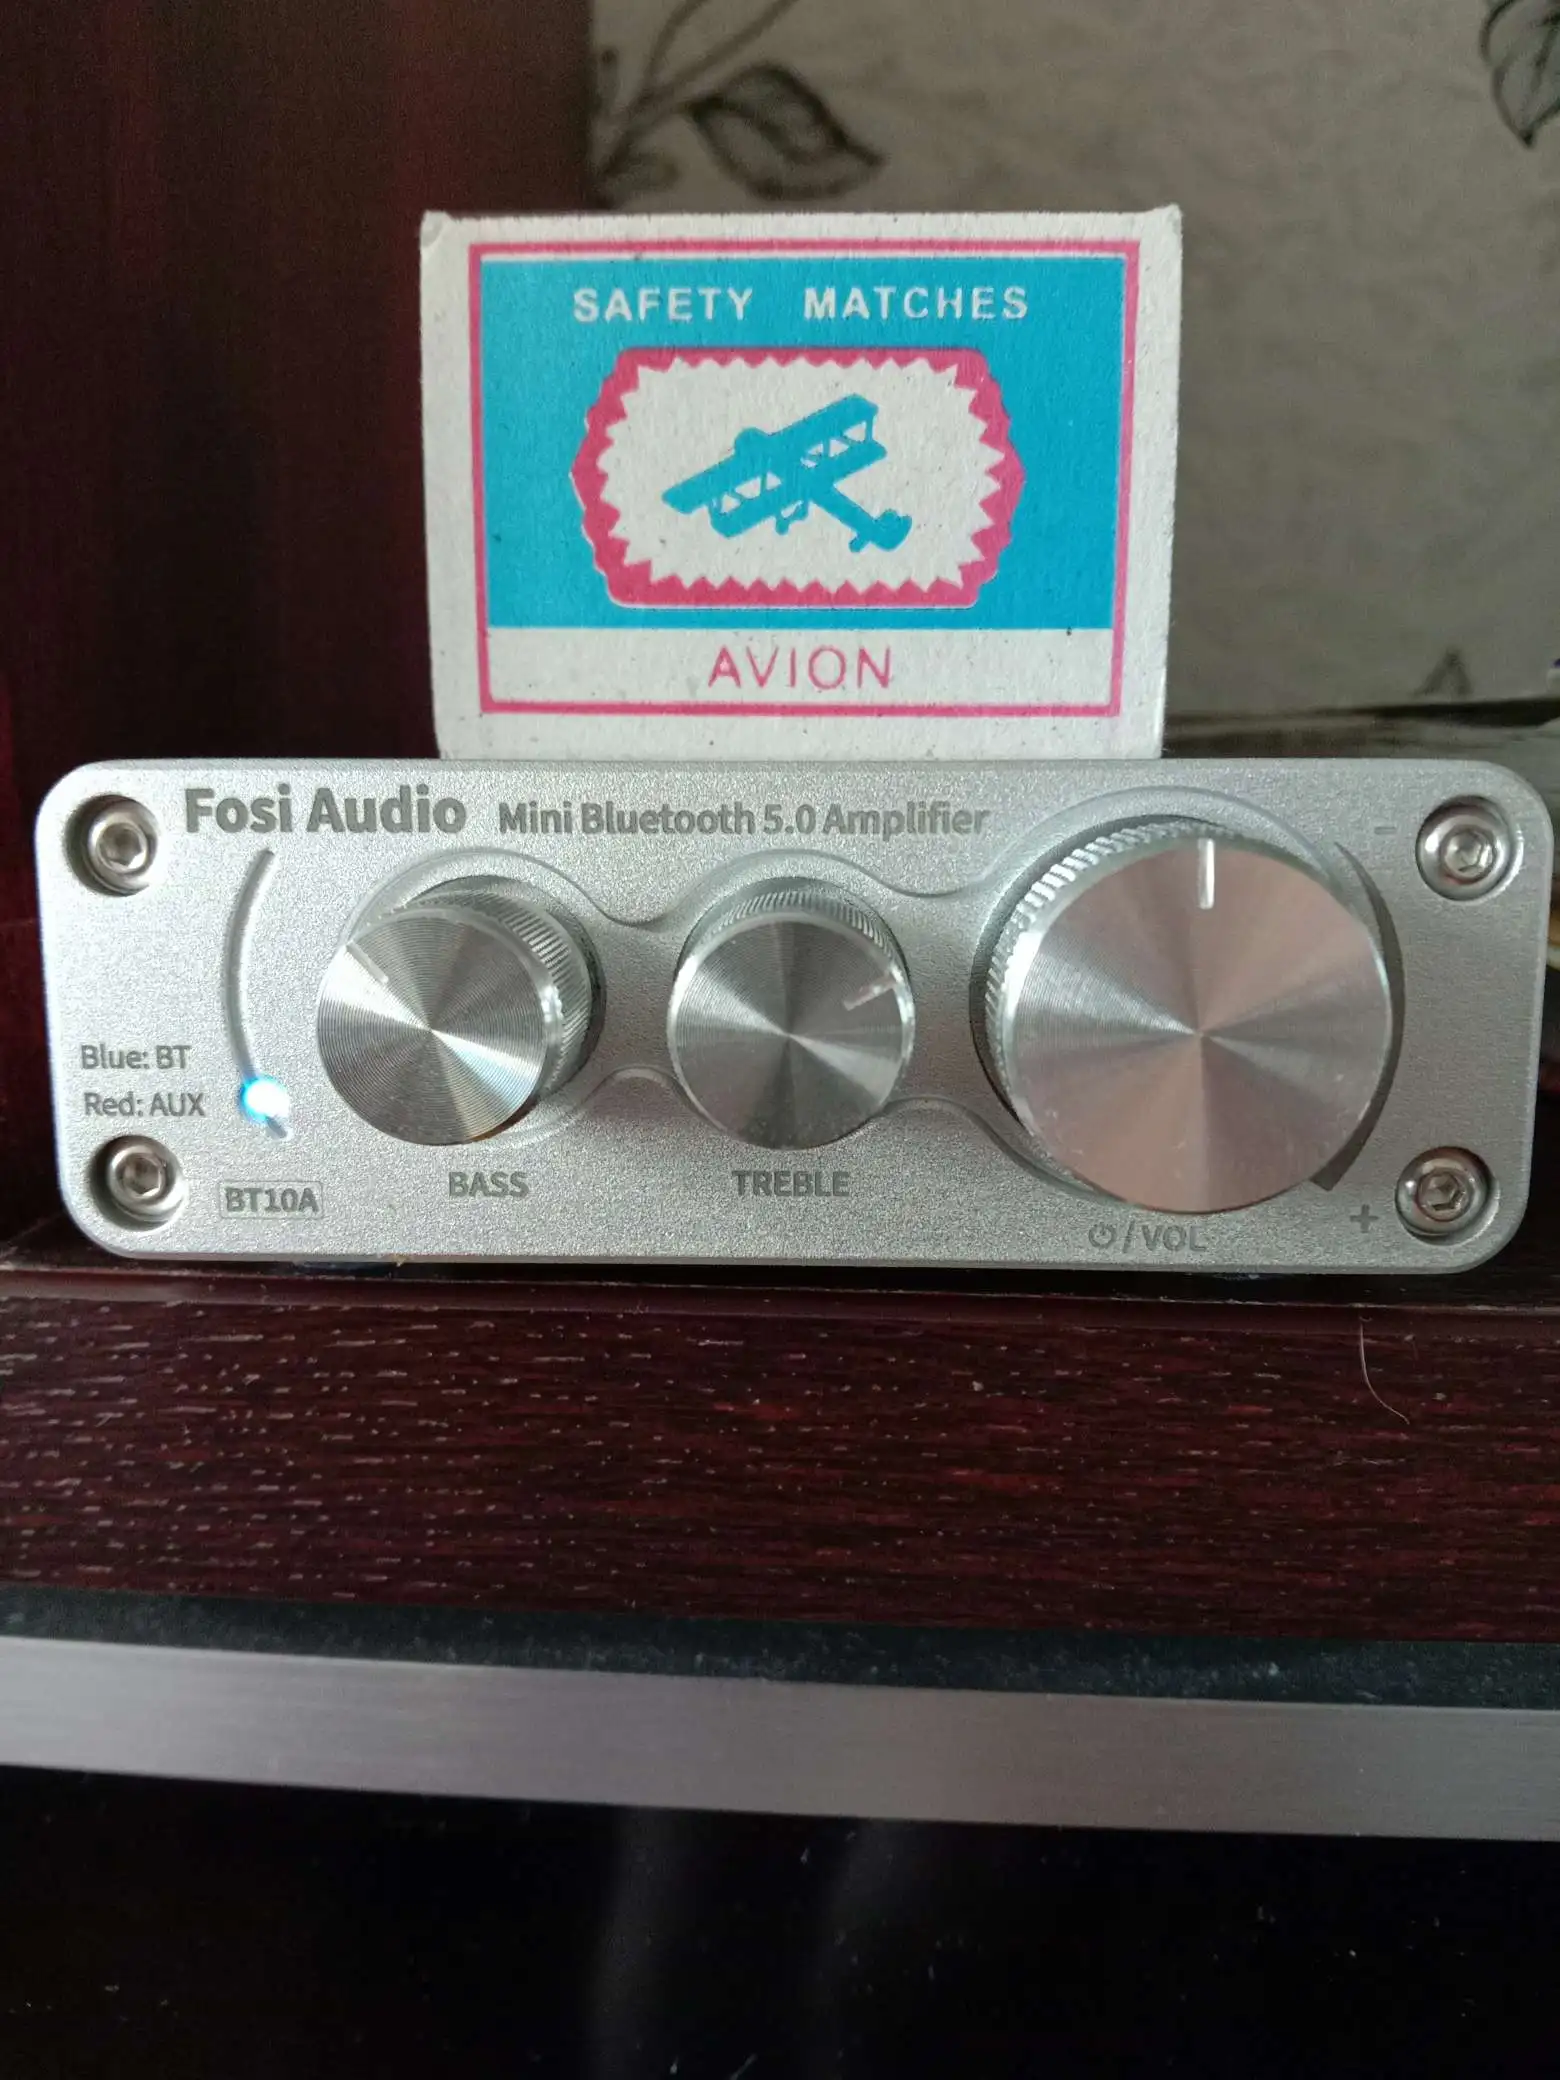 SAFETY MATCHES
AVION
Fosi Audio Mini Bluetooth 5.0 Amplifier
-
Blue: BT
Red: AUX
BT10A
BASS
TREBLE
⏻/VOL
+